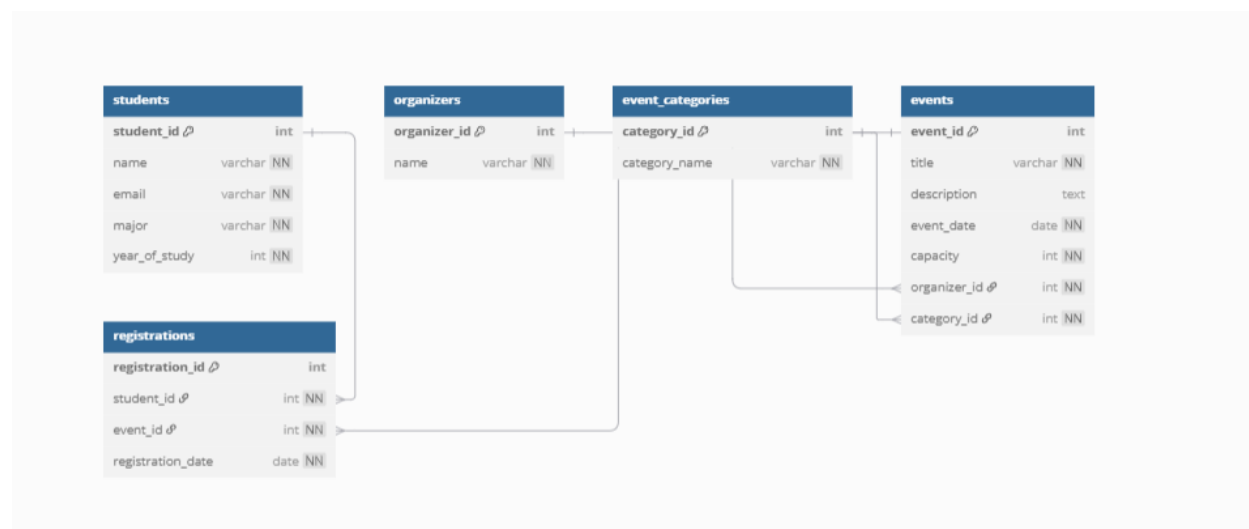 students
student_id int
name varchar NN
email varchar NN
major varchar NN
year_of_study int NN
organizers
organizer_id int
name varchar NN
event_categories
category_id int
category_name varchar NN
events
event_id int
title varchar NN
description text
event_date date NN
capacity int NN
organizer_id int NN
category_id int NN
registrations
registration_id int
student_id int NN
event_id int NN
registration_date date NN